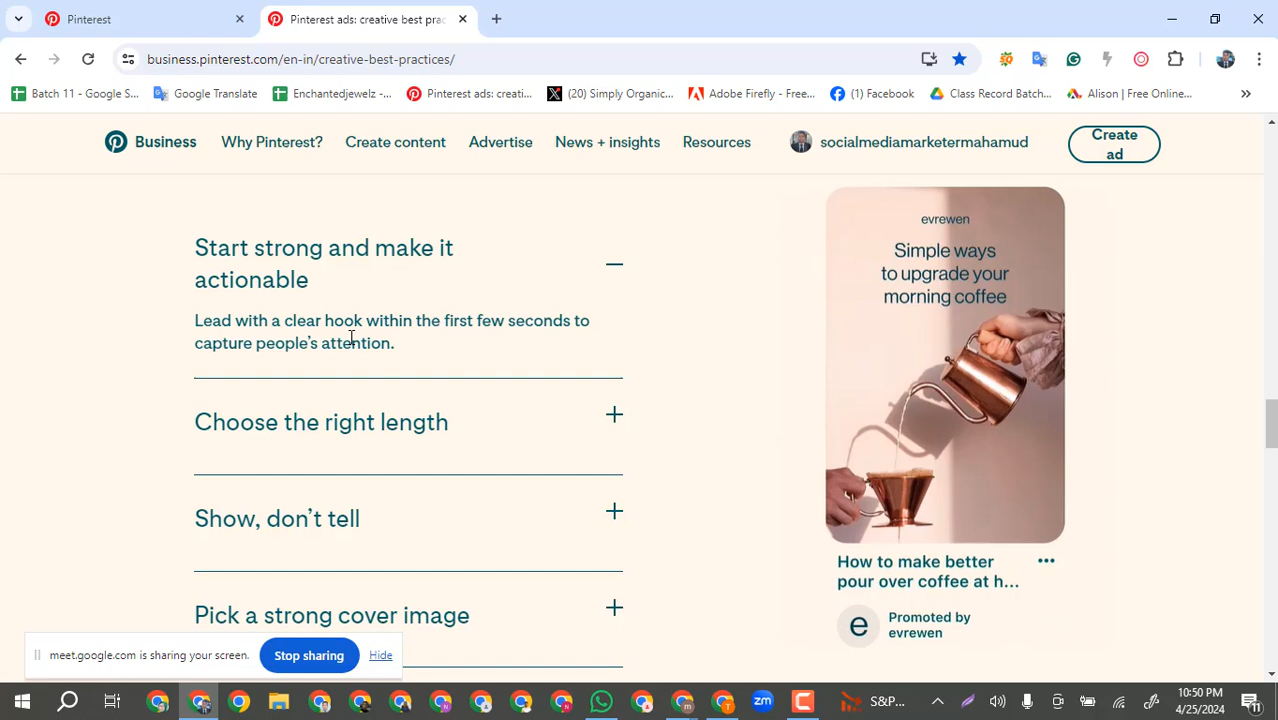 Pinterest
Pinterest ads: creative best prac
business.pinterest.com/en-in/creative-best-practices/
Batch 11 - Google S...
Google Translate
Enchantedjewelz - ...
Pinterest ads: creati...
(20) Simply Organic...
Adobe Firefly - Free...
(1) Facebook
Class Record Batch...
Alison | Free Online...
Business
Why Pinterest?
Create content
Advertise
News + insights
Resources
socialmediamarketermahamud
Create
ad
Start strong and make it
actionable
Lead with a clear hook within the first few seconds to
capture people's attention.
Choose the right length
Show, don't tell
Pick a strong cover image
evrewen
Simple ways
to upgrade your
morning coffee
How to make better
pour over coffee at h...
e
Promoted by
evrewen
meet.google.com is sharing your screen.
Stop sharing
Hide
zm
S&P...
10:50 PM
4/25/2024